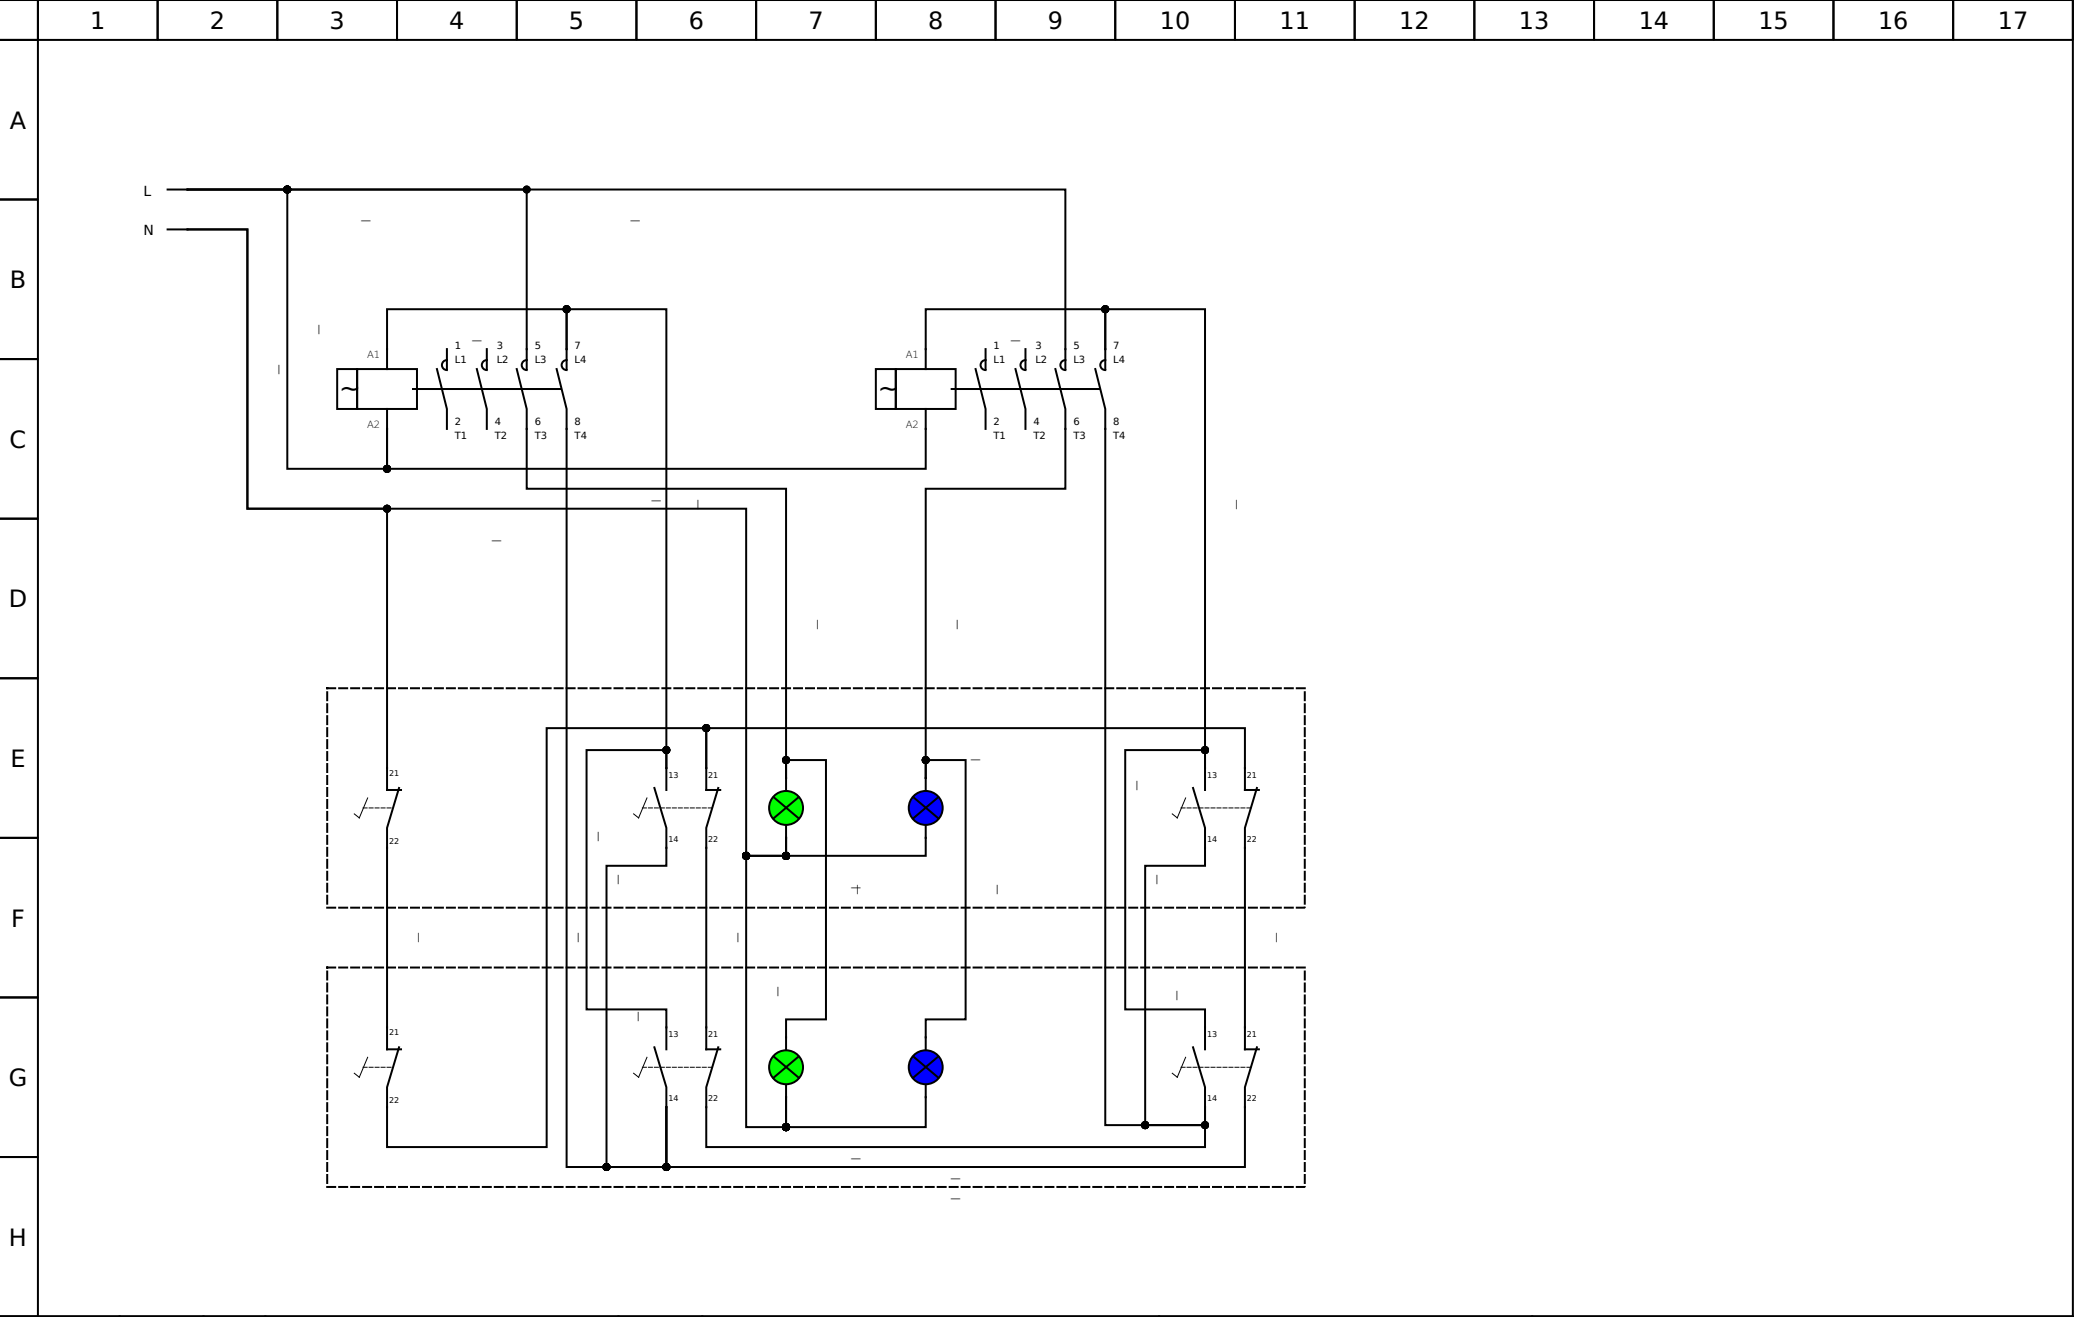 1 2 3 4 5 6 7 8 9 10 11 12 13 14 15 16 17
A
L
N
B
1 3 5 7 1 3 5 7
A1 L1 L2 L3 L4 A1 L1 L2 L3 L4
~ ~
C
A2 2 4 6 8 A2 2 4 6 8
T1 T2 T3 T4 T1 T2 T3 T4
D
E
21 13 21 13 21
22 14 22 14 22
F
21 13 21 13 21
G
22 14 22 14 22
H